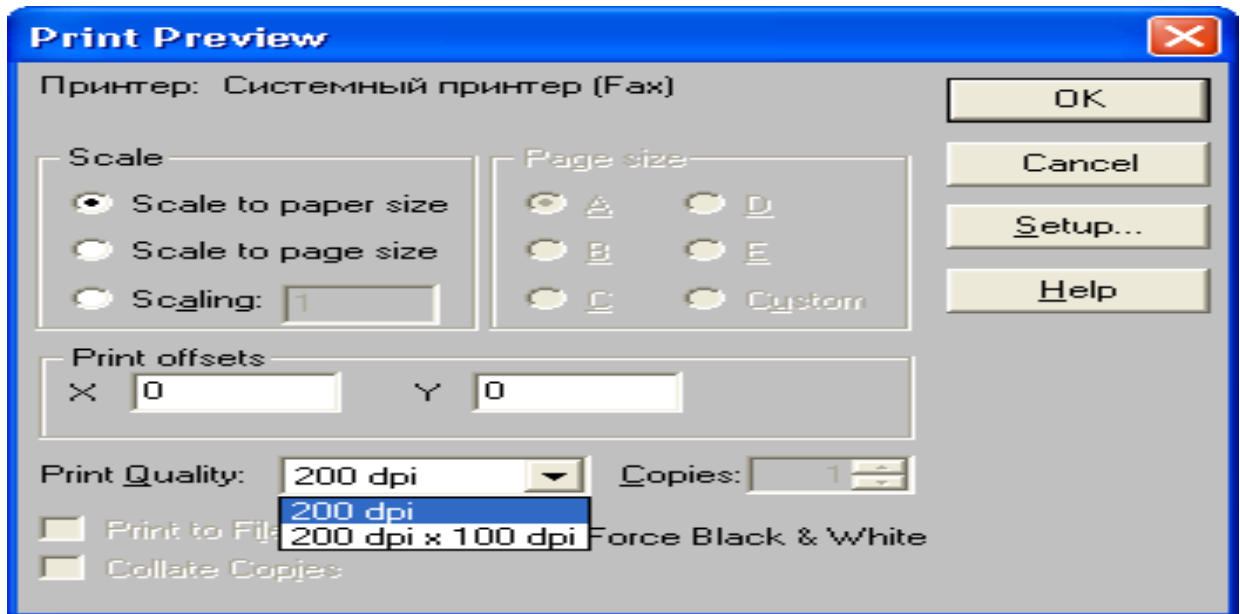 Print Preview
Принтер: Системный принтер (Fax)
OK
Cancel
Setup...
Help
Scale
Scale to paper size
Scale to page size
Scaling: 1
Page size
A D
B E
C Custom
Print offsets
X 0 Y 0
Print Quality: 200 dpi Copies: 1
200 dpi
200 dpi x 100 dpi
Print to File Force Black & White
Collate Copies